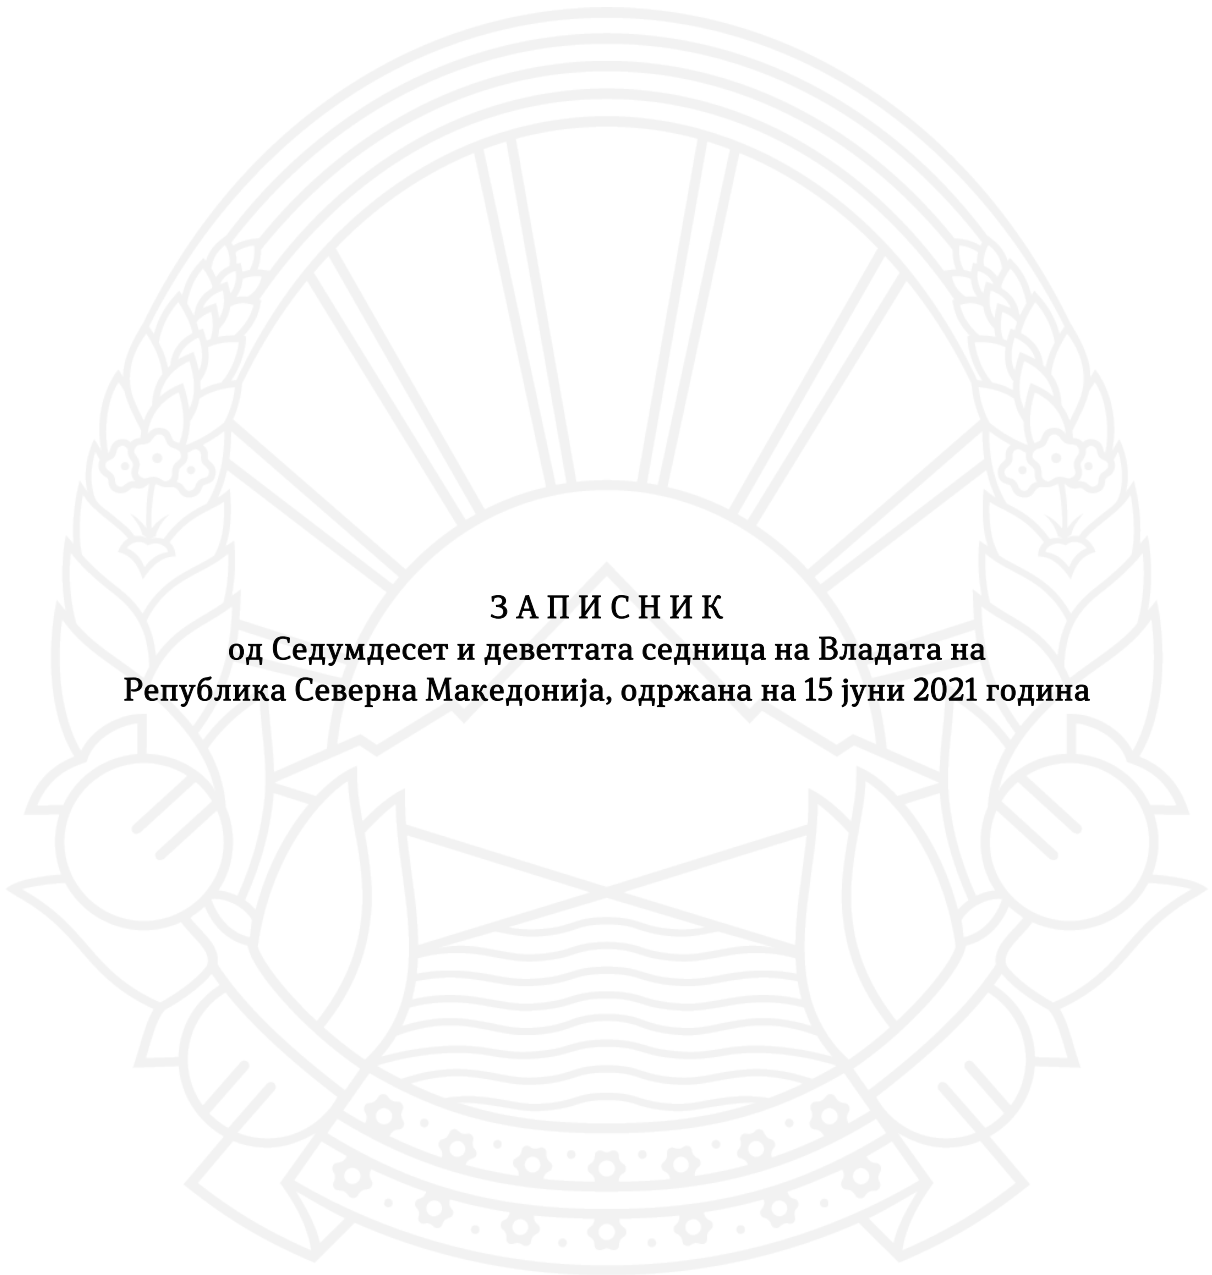 З А П И С Н И К
од Седумдесет и деветтата седница на Владата на
Република Северна Македонија, одржана на 15 јуни 2021 година